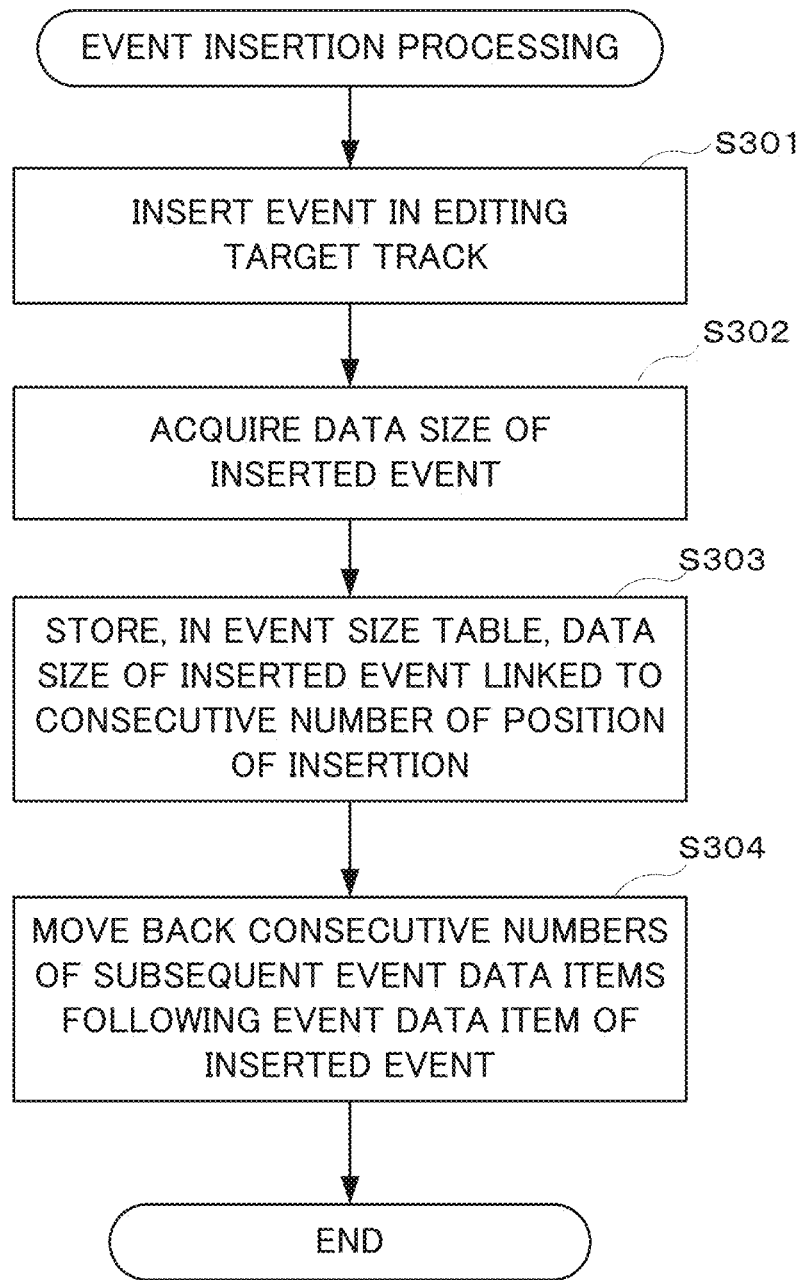 EVENT INSERTION PROCESSING
S301
INSERT EVENT IN EDITING
TARGET TRACK
S302
ACQUIRE DATA SIZE OF
INSERTED EVENT
S303
STORE, IN EVENT SIZE TABLE, DATA
SIZE OF INSERTED EVENT LINKED TO
CONSECUTIVE NUMBER OF POSITION
OF INSERTION
S304
MOVE BACK CONSECUTIVE NUMBERS
OF SUBSEQUENT EVENT DATA ITEMS
FOLLOWING EVENT DATA ITEM OF
INSERTED EVENT
END